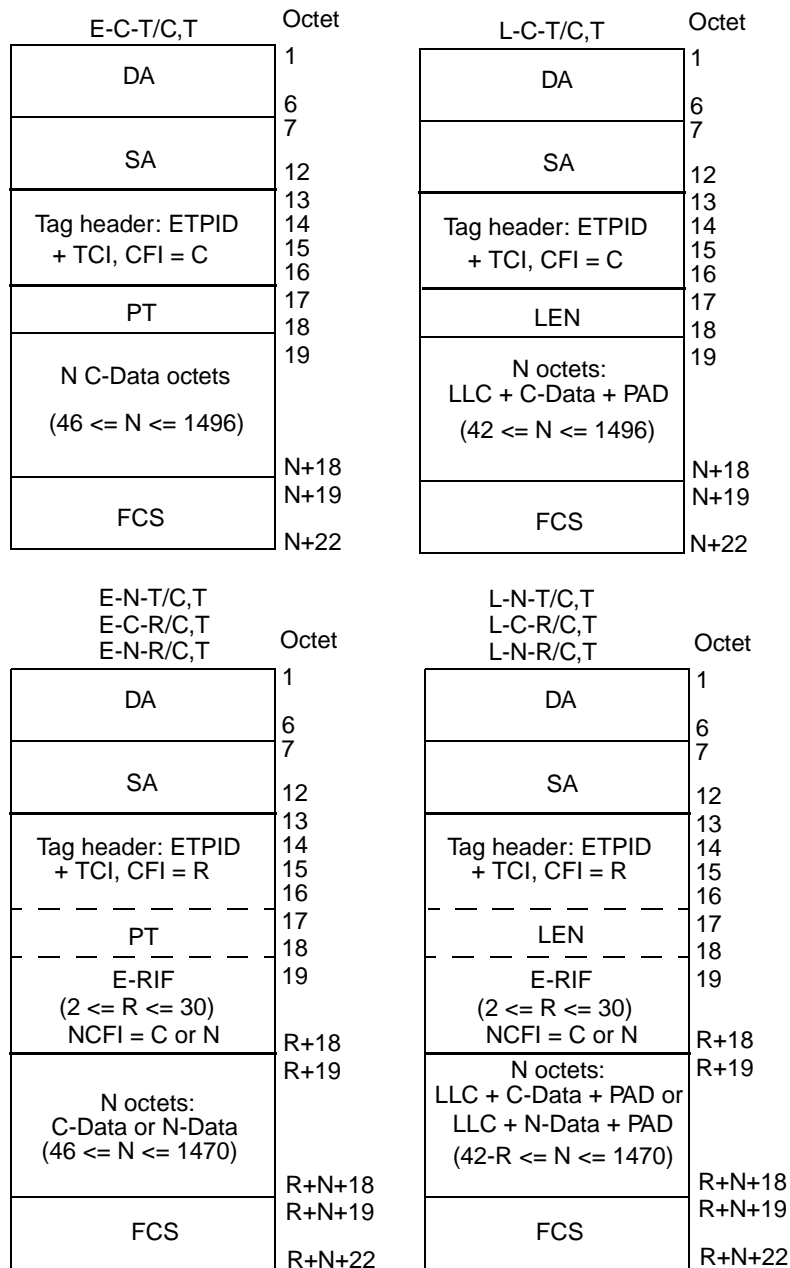 E-C-T/C,T
Octet
DA
1
6
7
SA
12
13
Tag header: ETPID
14
+ TCI, CFI = C
15
16
17
PT
18
19
N C-Data octets
(46 <= N <= 1496)
N+18
N+19
FCS
N+22
L-C-T/C,T
Octet
DA
1
6
7
SA
12
13
Tag header: ETPID
14
+ TCI, CFI = C
15
16
17
LEN
18
19
N octets:
LLC + C-Data + PAD
(42 <= N <= 1496)
N+18
N+19
FCS
N+22
E-N-T/C,T
E-C-R/C,T
E-N-R/C,T
Octet
1
DA
6
7
SA
12
13
Tag header: ETPID
14
+ TCI, CFI = R
15
16
17
PT
18
E-RIF
19
(2 <= R <= 30)
NCFI = C or N
R+18
R+19
N octets:
C-Data or N-Data
(46 <= N <= 1470)
R+N+18
R+N+19
FCS
R+N+22
L-N-T/C,T
L-C-R/C,T
L-N-R/C,T
Octet
1
DA
6
7
SA
12
13
Tag header: ETPID
14
+ TCI, CFI = R
15
16
17
LEN
18
E-RIF
19
(2 <= R <= 30)
NCFI = C or N
R+18
R+19
N octets:
LLC + C-Data + PAD or
LLC + N-Data + PAD
(42-R <= N <= 1470)
R+N+18
R+N+19
FCS
R+N+22